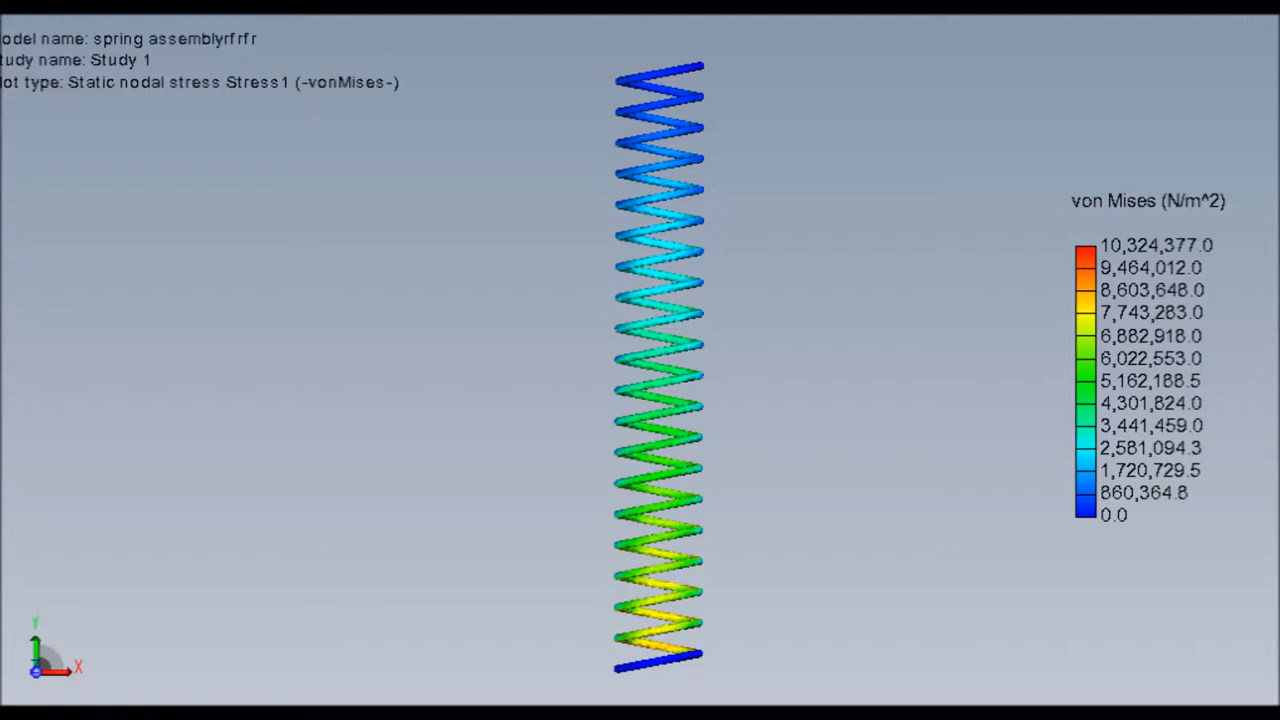 odel name: spring assemblyrfrfr
tudy name: Study 1
lot type: Static nodal stress Stress1 (-vonMises-)
von Mises (N/m^2)
10,324,377.0
9,464,012.0
8,603,648.0
7,743,283.0
6,882,918.0
6,022,553.0
5,162,188.5
4,301,824.0
3,441,459.0
2,581,094.3
1,720,729.5
860,364.8
0.0
Y
X